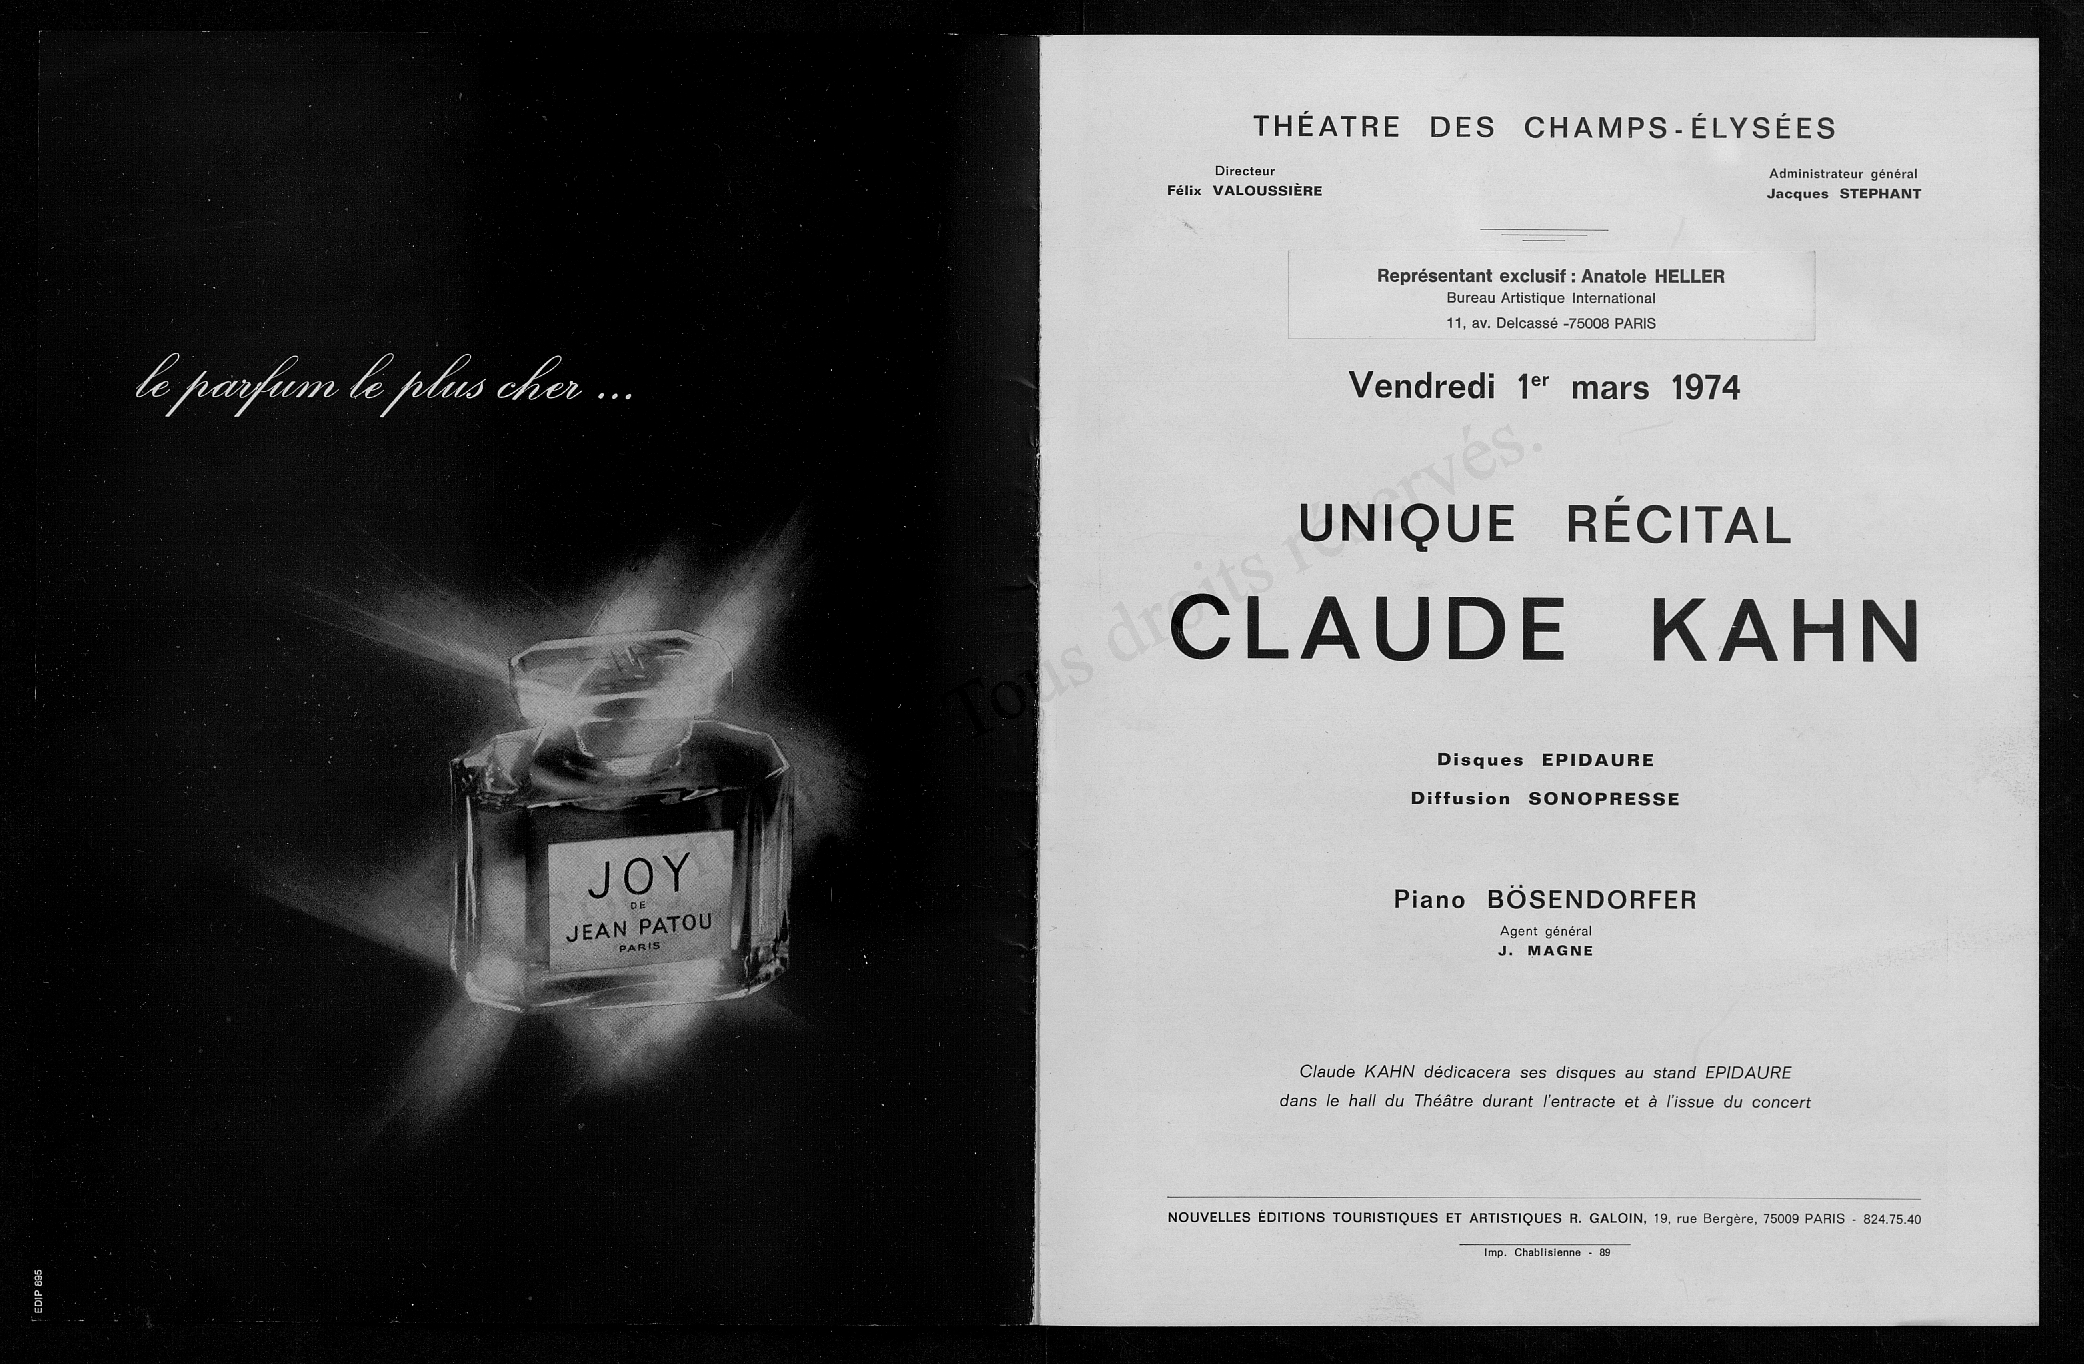 le parfum le plus cher ...
JOY
DE
JEAN PATOU
PARIS
EDIP 695
THÉATRE DES CHAMPS-ÉLYSÉES
Directeur
Félix VALOUSSIÈRE
Administrateur général
Jacques STEPHANT
Représentant exclusif : Anatole HELLER
Bureau Artistique International
11, av. Delcassé -75008 PARIS
Vendredi 1er mars 1974
UNIQUE RÉCITAL
CLAUDE KAHN
Tous droits réservés.
Disques EPIDAURE
Diffusion SONOPRESSE
Piano BÖSENDORFER
Agent général
J. MAGNE
Claude KAHN dédicacera ses disques au stand EPIDAURE
dans le hall du Théâtre durant l'entracte et à l'issue du concert
NOUVELLES ÉDITIONS TOURISTIQUES ET ARTISTIQUES R. GALOIN, 19, rue Bergère, 75009 PARIS - 824.75.40
Imp. Chablisienne - 89